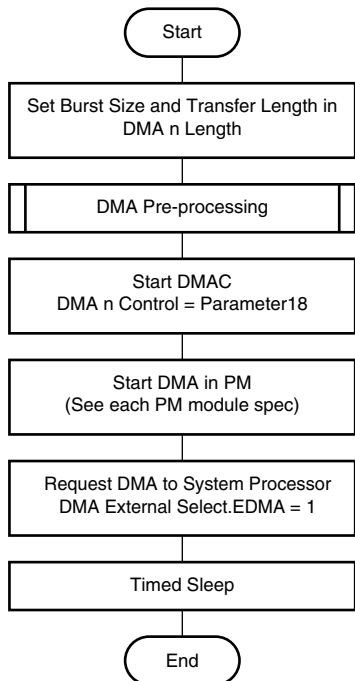 Start
Set Burst Size and Transfer Length in
DMA n Length
DMA Pre-processing
Start DMAC
DMA n Control = Parameter18
Start DMA in PM
(See each PM module spec)
Request DMA to System Processor
DMA External Select.EDMA = 1
Timed Sleep
End